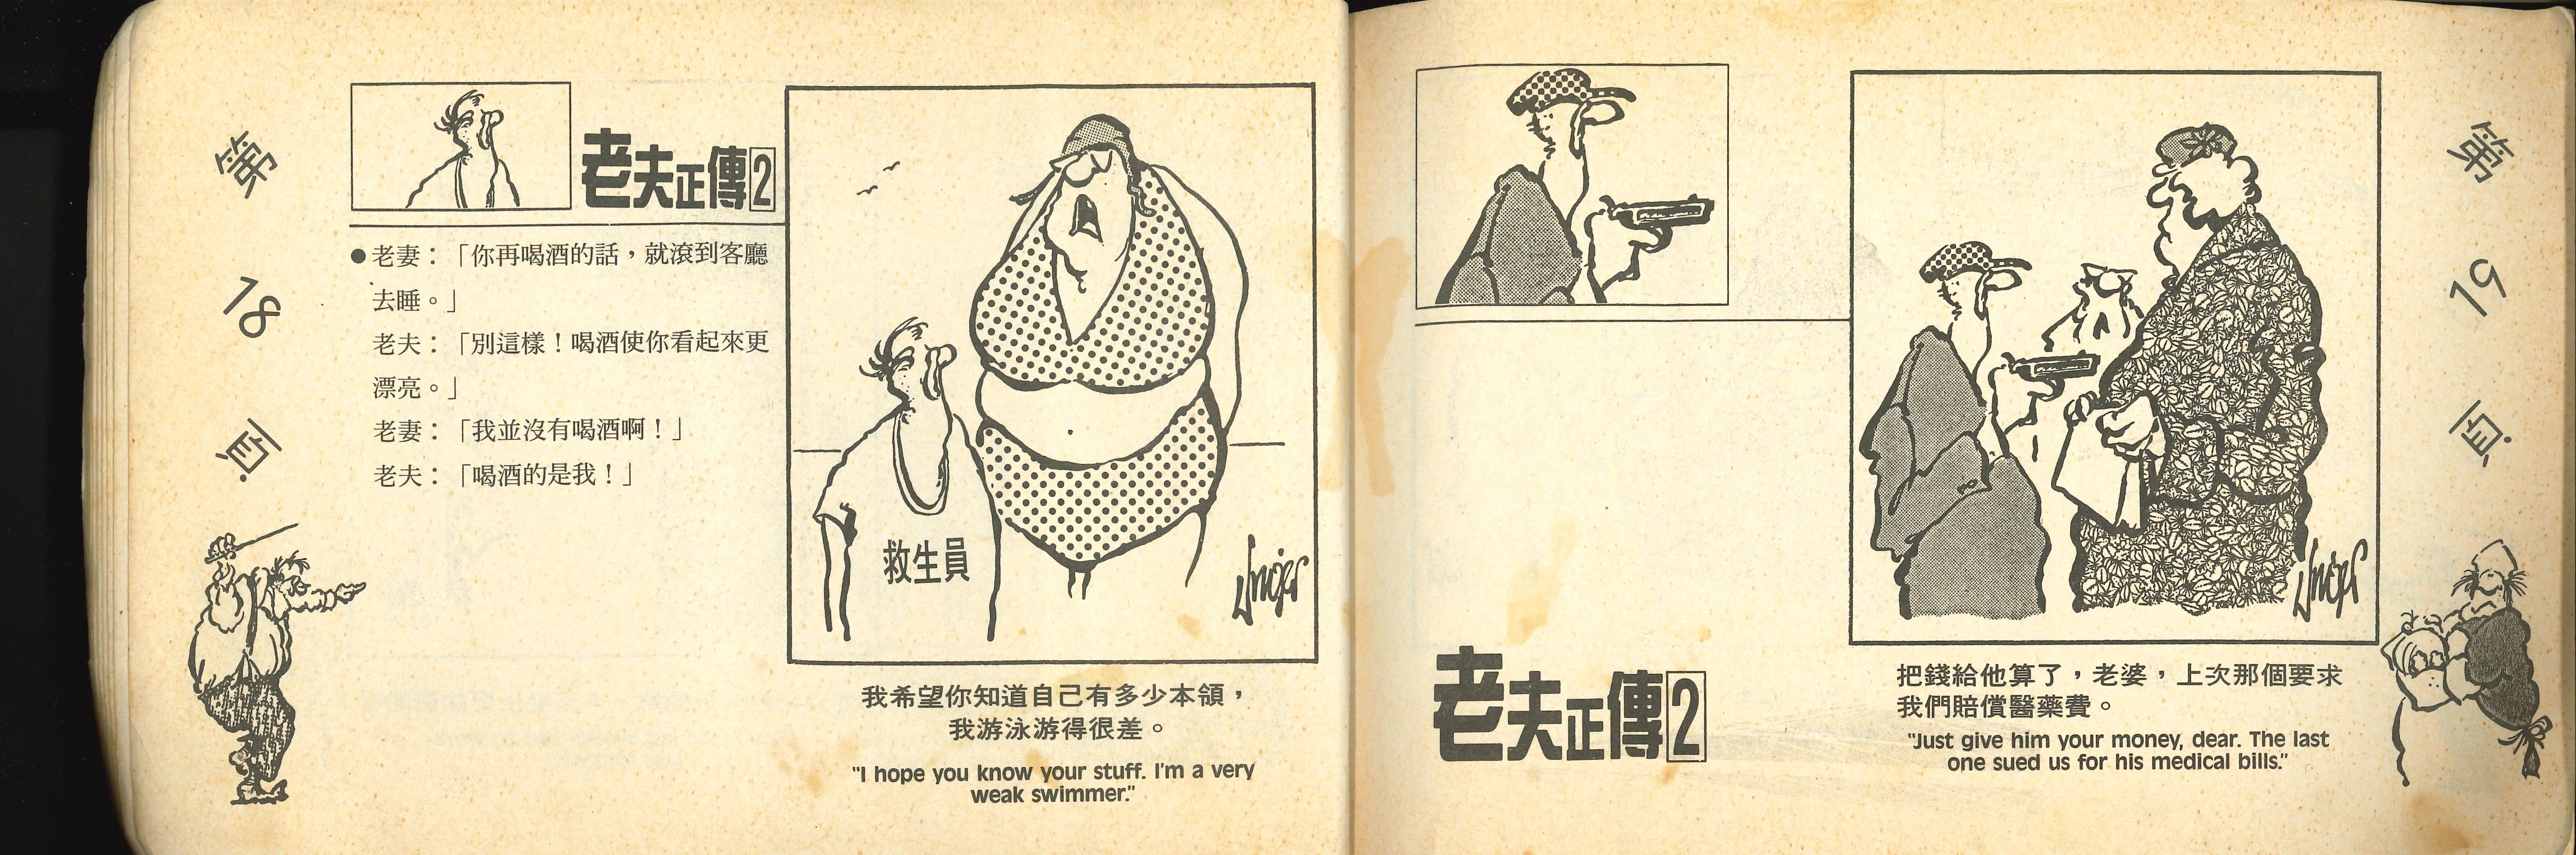 第
18
頁
老夫正傳2
●老妻：「你再喝酒的話，就滾到客廳
去睡。」
老夫：「別這樣！喝酒使你看起來更
漂亮。」
老妻：「我並沒有喝酒啊！」
老夫：「喝酒的是我！」
救生員
Unger
我希望你知道自己有多少本領，
我游泳游得很差。
"I hope you know your stuff. I'm a very
weak swimmer."
老夫正傳2
Unger
把錢給他算了，老婆，上次那個要求
我們賠償醫藥費。
"Just give him your money, dear. The last
one sued us for his medical bills."
第
19
頁